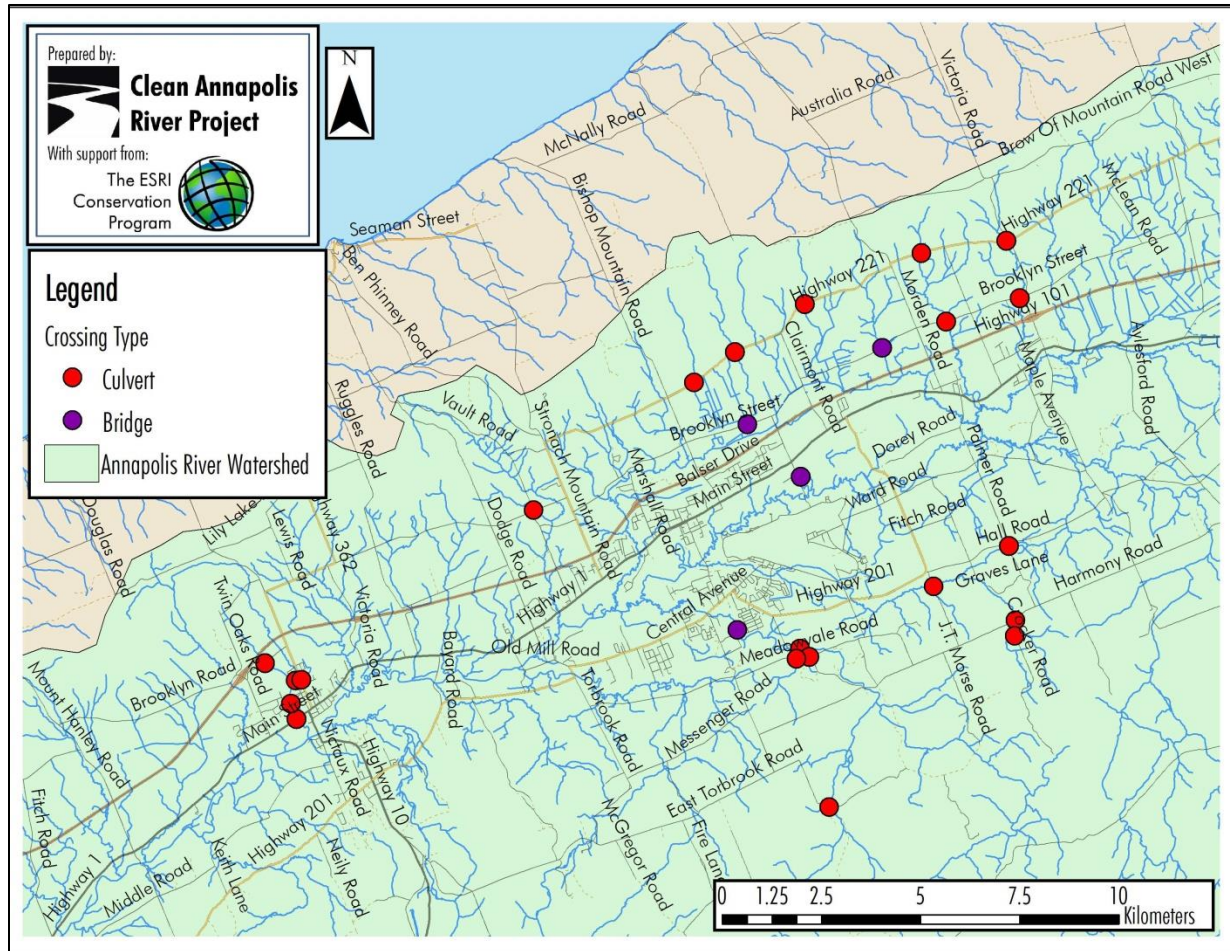 Prepared by:
Clean Annapolis
River Project
With support from:
The ESRI
Conservation
Program
N
Legend
Crossing Type
Culvert
Bridge
Annapolis River Watershed
McNally Road
Australia Road
Victoria Road
Brow Of Mountain Road West
Seaman Street
Ben Phinney Road
Bishop Mountain Road
Highway 221
McLean Road
Highway 221
Morden Road
Brooklyn Street
Highway 101
Clairmont Road
Aylesford Road
Maple Avenue
Ruggles Road
Vault Road
Stronach Mountain Road
Brooklyn Street
Balser Drive
Main Street
Marshall Road
Dorey Road
Ward Road
Palmer Road
Fitch Road
Hall Road
Graves Lane
Harmony Road
Douglas Road
Lily Lake
Lewis Road
Highway 362
Dodge Road
Highway 1
Victoria Road
Twin Oaks Road
Central Avenue
Highway 201
Old Mill Road
Bayard Road
Meadowvale Road
J.T. Morse Road
Brooklyn Road
Main Street
Mount Hanley Road
Messenger Road
Torbrook Road
East Torbrook Road
Nictaux Road
Highway 10
Highway 201
McGregor Road
Fire Lane
Fitch Road
Highway 1
Middle Road
Keith Lane
Neily Road
0 1.25 2.5 5 7.5 10
Kilometers